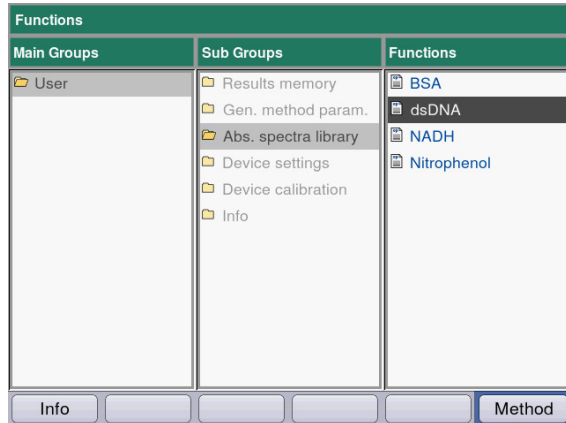 Functions
Main Groups
Sub Groups
Functions
User
Results memory
Gen. method param.
Abs. spectra library
Device settings
Device calibration
Info
BSA
dsDNA
NADH
Nitrophenol
Info
Method